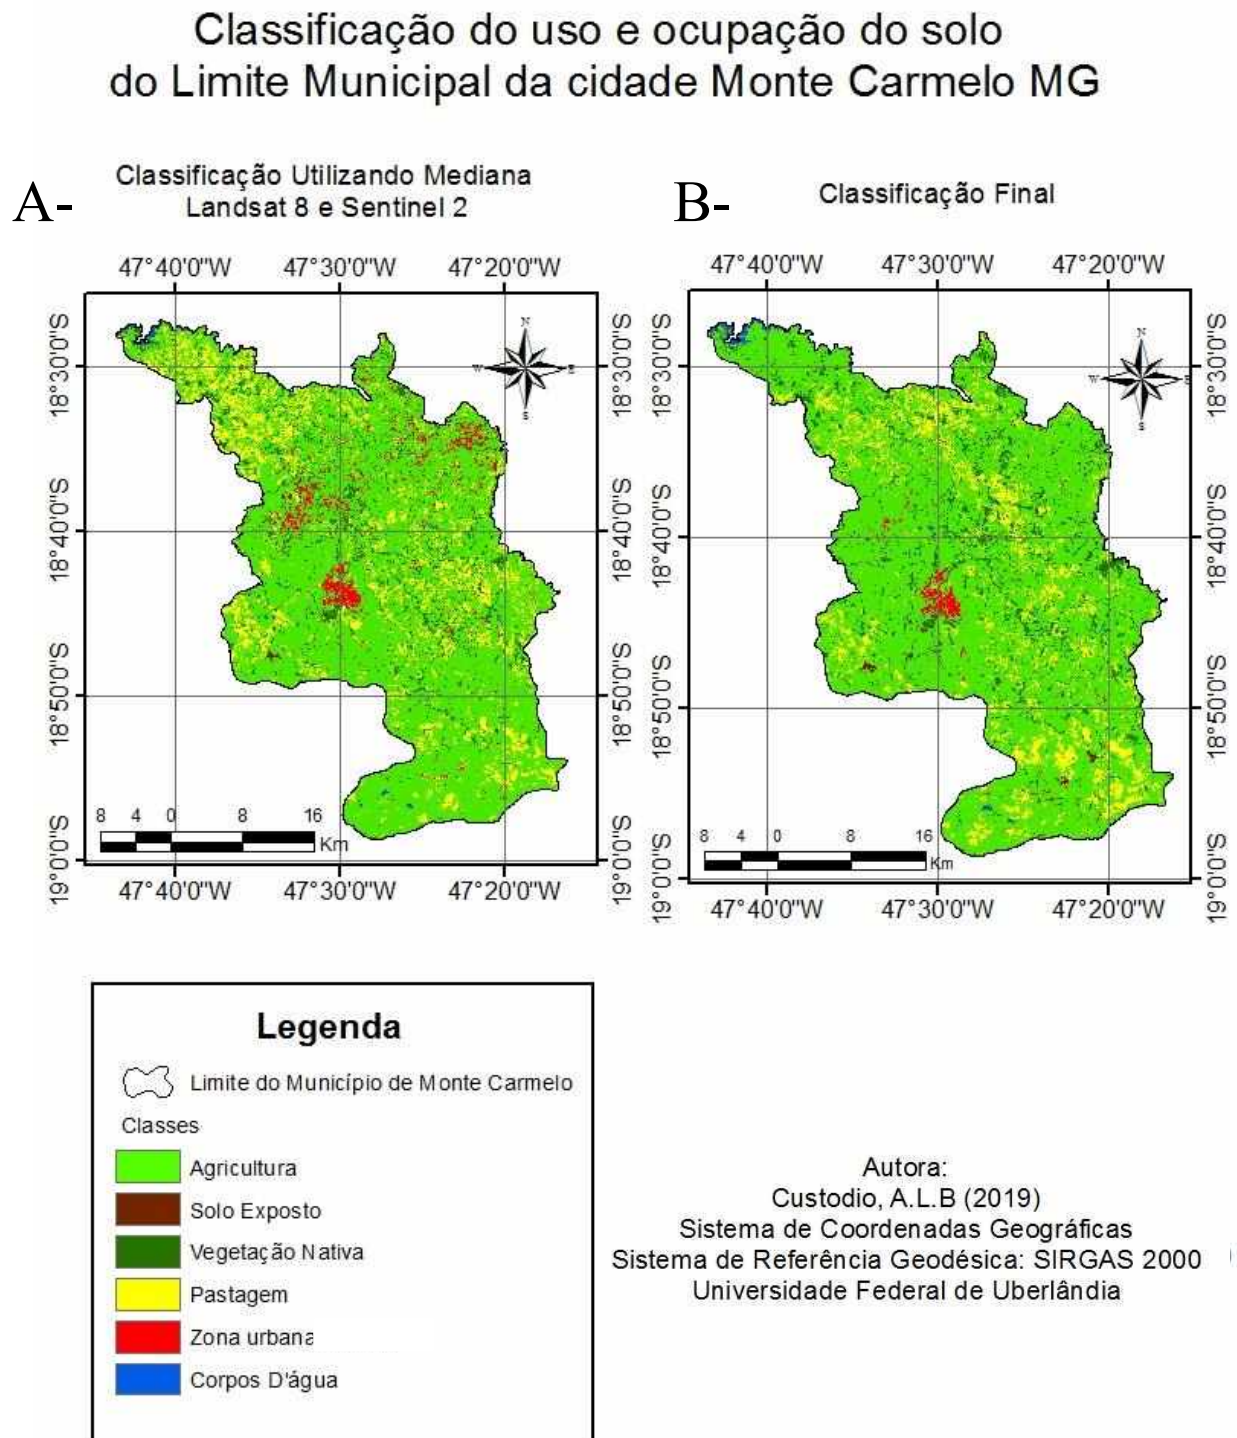 Classificação do uso e ocupação do solo
do Limite Municipal da cidade Monte Carmelo MG
A-
Classificação Utilizando Mediana
Landsat 8 e Sentinel 2
47°40'0"W 47°30'0"W 47°20'0"W
18°30'0"S 18°30'0"S
18°40'0"S 18°40'0"S
18°50'0"S 18°50'0"S
19°0'0"S 19°0'0"S
N
W E
S
8 4 0 8 16
Km
47°40'0"W 47°30'0"W 47°20'0"W
B-
Classificação Final
47°40'0"W 47°30'0"W 47°20'0"W
18°30'0"S 18°30'0"S
18°40'0"S 18°40'0"S
18°50'0"S 18°50'0"S
19°0'0"S 19°0'0"S
N
W E
S
8 4 0 8 16
Km
47°40'0"W 47°30'0"W 47°20'0"W
Legenda
Limite do Município de Monte Carmelo
Classes
Agricultura
Solo Exposto
Vegetação Nativa
Pastagem
Zona urbana
Corpos D'água
Autora:
Custodio, A.L.B (2019)
Sistema de Coordenadas Geográficas
Sistema de Referência Geodésica: SIRGAS 2000
Universidade Federal de Uberlândia